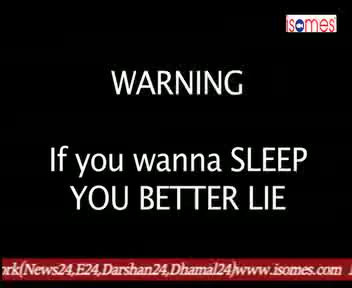 isomes
WARNING
If you wanna SLEEP
YOU BETTER LIE
ork(News24,E24,Darshan24,Dhamal24)www.isomes.com